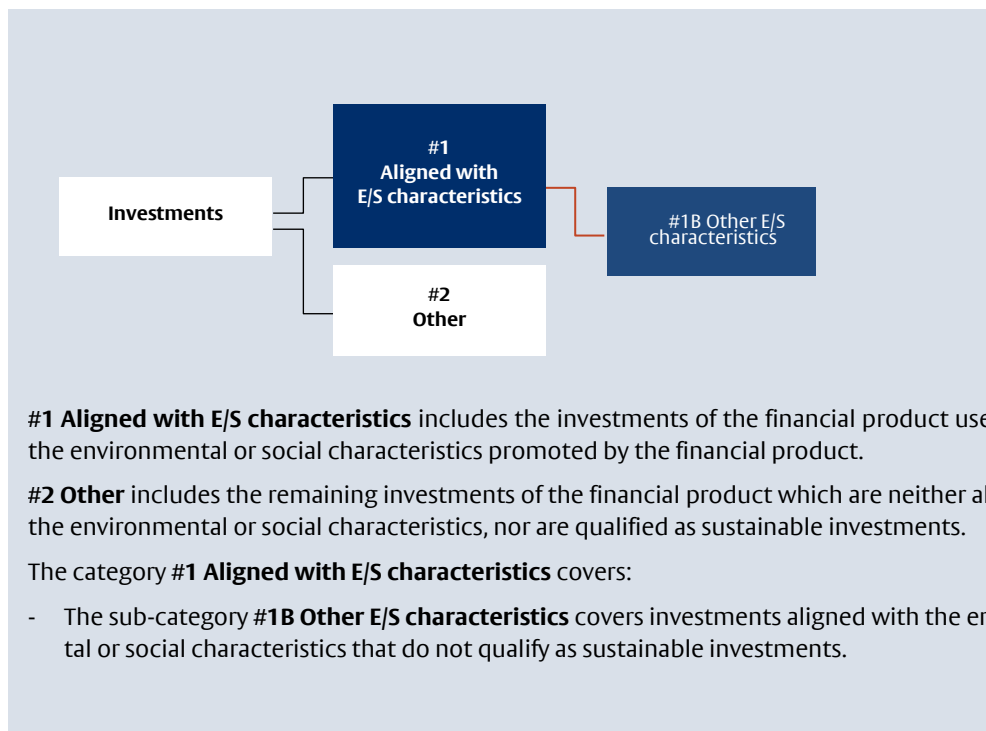 #1
Aligned with
E/S characteristics
Investments
#1B Other E/S
characteristics
#2
Other
#1 Aligned with E/S characteristics includes the investments of the financial product
the environmental or social characteristics promoted by the financial product.
#2 Other includes the remaining investments of the financial product which are neither
the environmental or social characteristics, nor are qualified as sustainable investments.
The category #1 Aligned with E/S characteristics covers:
- The sub-category #1B Other E/S characteristics covers investments aligned with the
tal or social characteristics that do not qualify as sustainable investments.